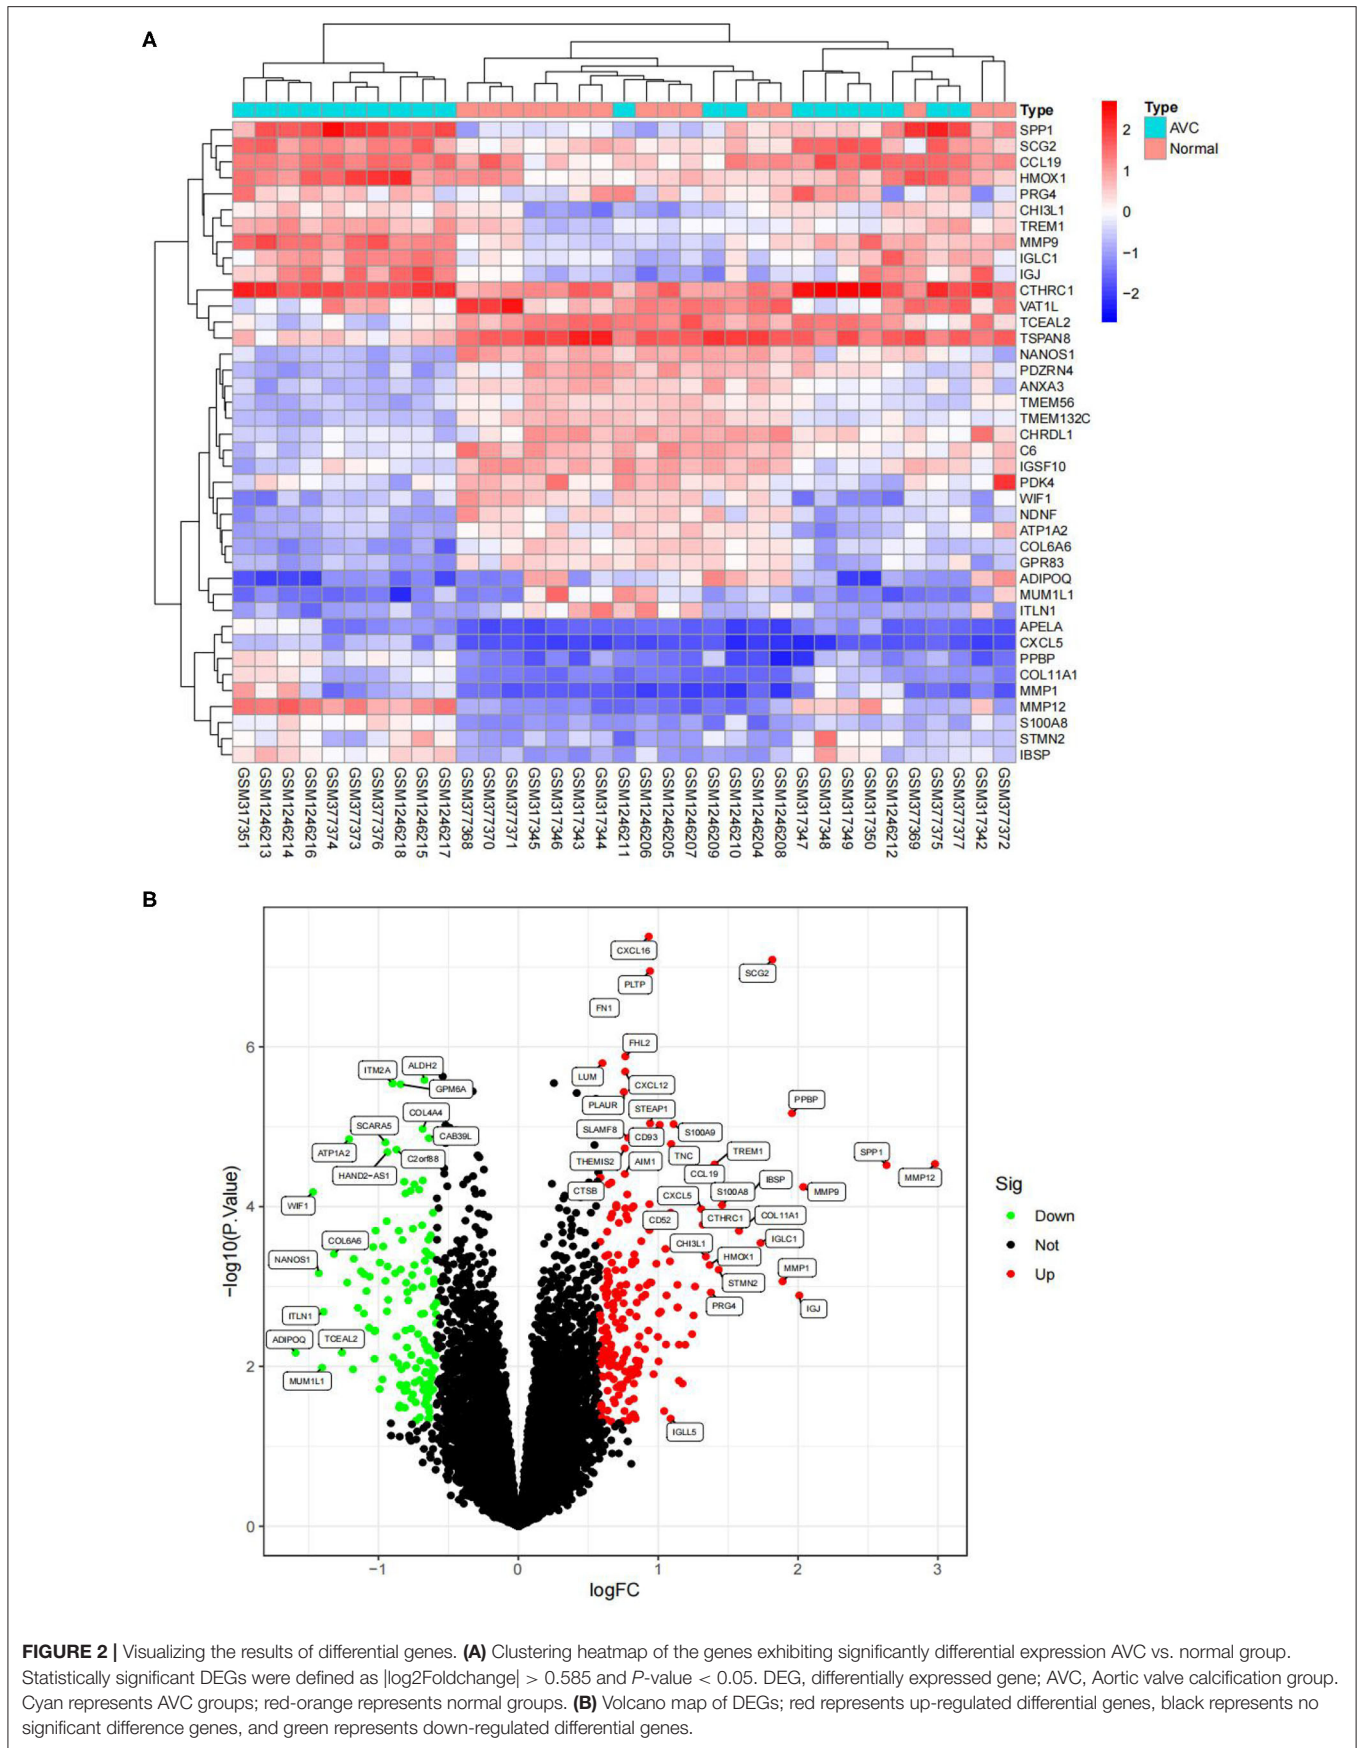 A
Type
SPP1
SCG2
CCL19
HMOX1
PRG4
CHI3L1
TREM1
MMP9
IGLC1
IGJ
CTHRC1
VAT1L
TCEAL2
TSPAN8
NANOS1
PDZRN4
ANXA3
TMEM56
TMEM132C
CHRDL1
C6
IGSF10
PDK4
WIF1
NDNF
ATP1A2
COL6A6
GPR83
ADIPOQ
MUM1L1
ITLN1
APELA
CXCL5
PPBP
COL11A1
MMP1
MMP12
S100A8
STMN2
IBSP
2
1
0
−1
−2
Type
AVC
Normal
GSM317351
GSM1246213
GSM1246214
GSM1246216
GSM377374
GSM377373
GSM377376
GSM1246218
GSM1246215
GSM1246217
GSM377368
GSM377370
GSM377371
GSM317345
GSM317346
GSM317343
GSM317344
GSM1246211
GSM1246206
GSM1246205
GSM1246207
GSM1246209
GSM1246210
GSM1246204
GSM1246208
GSM317347
GSM317348
GSM317349
GSM317350
GSM1246212
GSM377369
GSM377375
GSM377377
GSM317342
GSM377372
B
CXCL16
SCG2
PLTP
FN1
FHL2
ITM2A
ALDH2
LUM
GPM6A
CXCL12
PPBP
PLAUR
STEAP1
COL4A4
SCARA5
SLAMF8
S100A9
CAB39L
CD93
ATP1A2
C2orf88
THEMIS2
AIM1
TNC
TREM1
SPP1
HAND2−AS1
CCL19
MMP12
CTSB
S100A8
IBSP
MMP9
WIF1
CXCL5
CD52
CTHRC1
COL11A1
COL6A6
CHI3L1
IGLC1
NANOS1
HMOX1
MMP1
STMN2
PRG4
IGJ
ITLN1
ADIPOQ
TCEAL2
MUM1L1
IGLL5
6
4
2
0
−log10(P.Value)
−1
0
1
2
3
logFC
Sig
Down
Not
Up
FIGURE 2 | Visualizing the results of differential genes. (A) Clustering heatmap of the genes exhibiting significantly differential expression AVC vs. normal group.
Statistically significant DEGs were defined as |log2Foldchange| > 0.585 and P-value < 0.05. DEG, differentially expressed gene; AVC, Aortic valve calcification group.
Cyan represents AVC groups; red-orange represents normal groups. (B) Volcano map of DEGs; red represents up-regulated differential genes, black represents no
significant difference genes, and green represents down-regulated differential genes.